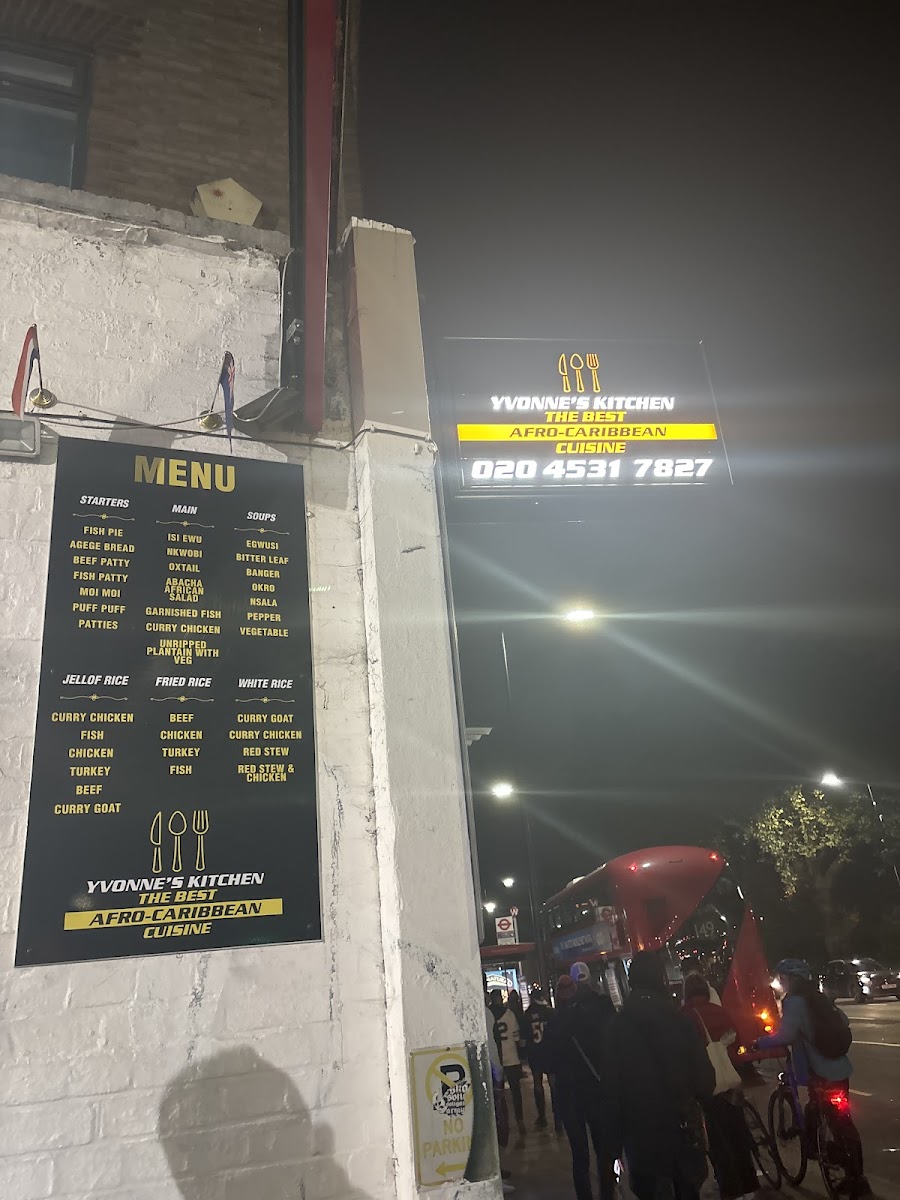 MENU
STARTERS
FISH PIE
AGEGE BREAD
BEEF PATTY
FISH PATTY
MOI MOI
PUFF PUFF
PATTIES
MAIN
ISI EWU
NKWOBI
OXTAIL
ABACHA
AFRICAN
SALAD
GARNISHED FISH
CURRY CHICKEN
UNRIPPED
PLANTAIN WITH
VEG
SOUPS
EGWUSI
BITTER LEAF
BANGER
OKRO
NSALA
PEPPER
VEGETABLE
JELLOF RICE
CURRY CHICKEN
FISH
CHICKEN
TURKEY
BEEF
CURRY GOAT
FRIED RICE
BEEF
CHICKEN
TURKEY
FISH
WHITE RICE
CURRY GOAT
CURRY CHICKEN
RED STEW
RED STEW &
CHICKEN
YVONNE'S KITCHEN
THE BEST
AFRO-CARIBBEAN
CUISINE
YVONNE'S KITCHEN
THE BEST
AFRO-CARIBBEAN
CUISINE
020 4531 7827
149
NO
PARKIN